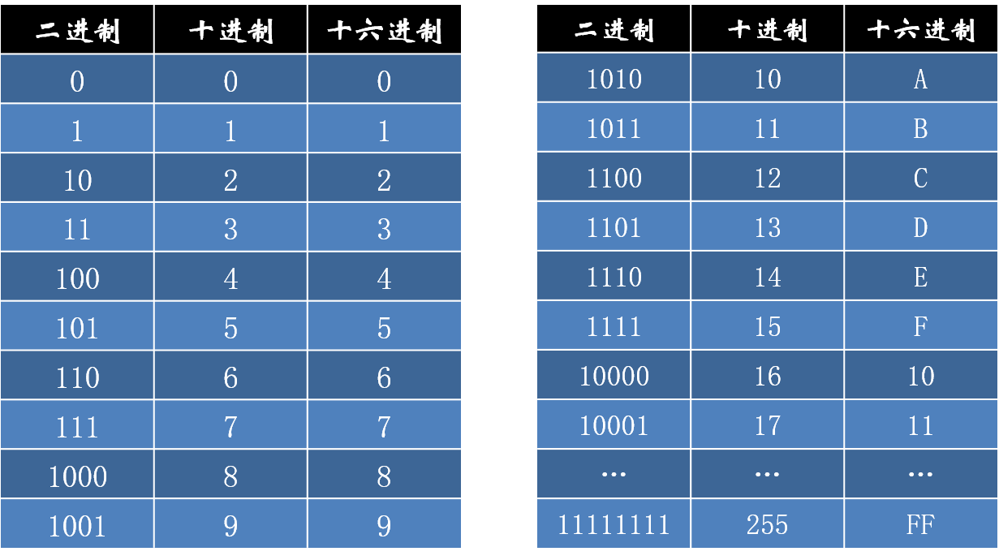 二进制 十进制 十六进制
0 0 0
1 1 1
10 2 2
11 3 3
100 4 4
101 5 5
110 6 6
111 7 7
1000 8 8
1001 9 9
二进制 十进制 十六进制
1010 10 A
1011 11 B
1100 12 C
1101 13 D
1110 14 E
1111 15 F
10000 16 10
10001 17 11
… … …
11111111 255 FF